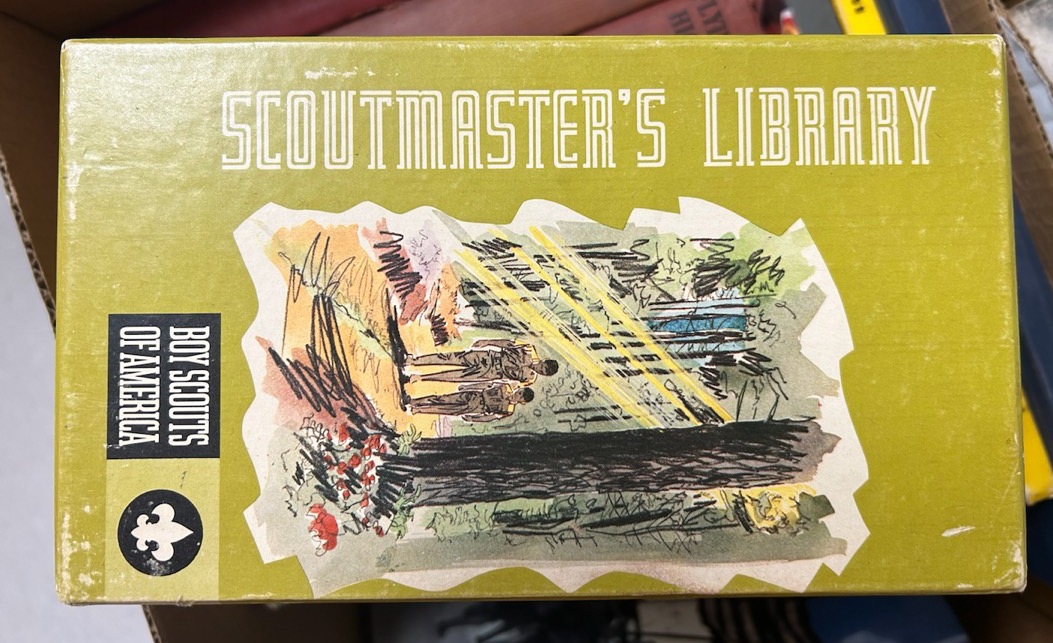 SCOUTMASTER'S LIBRARY
BOY SCOUTS
OF AMERICA